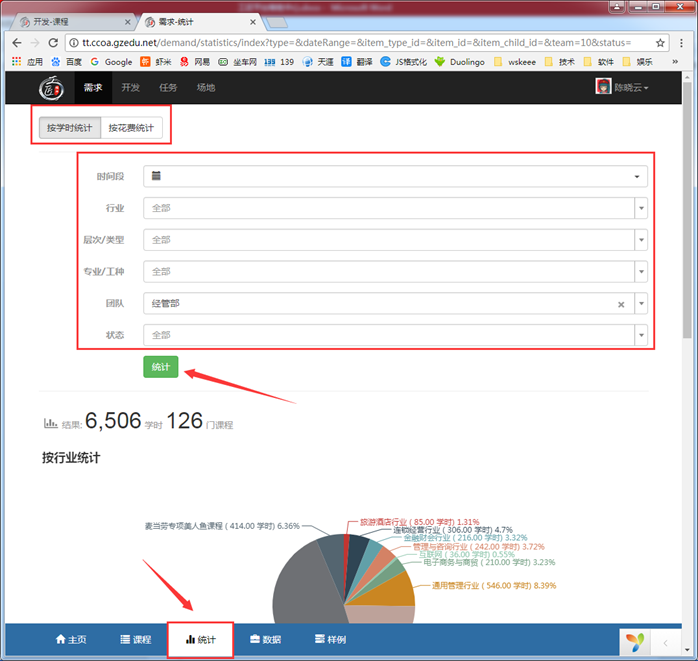 开发-课程
需求-统计
tt.ccoa.gzedu.net/demand/statistics/index?type=&dateRange=&item_type_id=&item_id=&item_child_id=&team=10&status=
应用 百度 Google 虾米 网易 坐车网 139 天涯 翻译 JS格式化 Duolingo wskeee 技术 软件 娱乐 »
需求 开发 任务 场地 陈晓云
按学时统计 按花费统计
时间段
行业 全部
层次/类型 全部
专业/工种 全部
团队 经管部 ×
状态 全部
统计
结果: 6,506 学时 126 门课程
按行业统计
旅游酒店行业 ( 85.00 学时) 1.31%
麦当劳专项美人鱼课程 ( 414.00 学时) 6.36%
连锁经营行业 ( 306.00 学时) 4.7%
金融财会行业 ( 216.00 学时) 3.32%
管理与咨询行业 ( 242.00 学时) 3.72%
互联网 ( 36.00 学时) 0.55%
电子商务与商贸 ( 210.00 学时) 3.23%
通用管理行业 ( 546.00 学时) 8.39%
主页 课程 统计 数据 样例